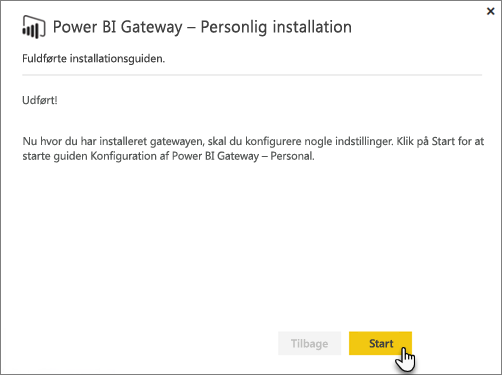 Power BI Gateway – Personlig installation
Fuldførte installationsguiden.
Udført!
Nu hvor du har installeret gatewayen, skal du konfigurere nogle indstillinger. Klik på Start for at
starte guiden Konfiguration af Power BI Gateway – Personal.
Tilbage
Start